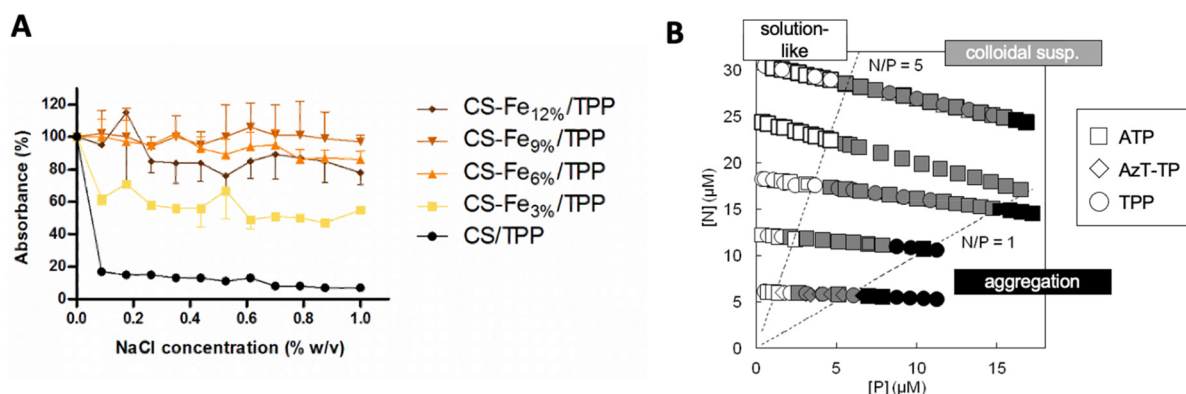 A
Absorbance (%)
120
100
80
60
40
20
0
0.0 0.2 0.4 0.6 0.8 1.0
NaCl concentration (% w/v)
CS-Fe12%/TPP
CS-Fe9%/TPP
CS-Fe6%/TPP
CS-Fe3%/TPP
CS/TPP
B
solution-
like
colloidal susp.
N/P = 5
N/P = 1
aggregation
[N] (μM)
30
25
20
15
10
5
0
0 5 10 15
[P] (μM)
ATP
AzT-TP
TPP